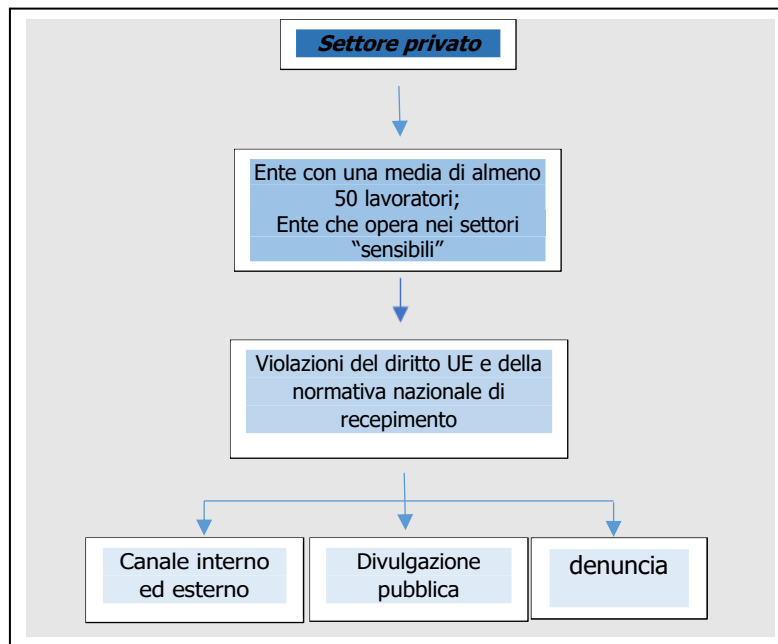 Settore privato
Ente con una media di almeno
50 lavoratori;
Ente che opera nei settori
“sensibili”
Violazioni del diritto UE e della
normativa nazionale di
recepimento
Canale interno
ed esterno
Divulgazione
pubblica
denuncia